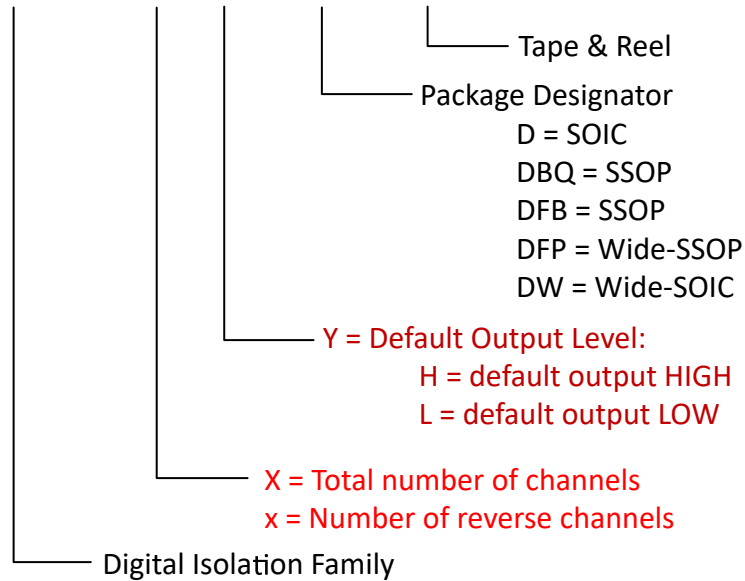 Tape & Reel
Package Designator
D = SOIC
DBQ = SSOP
DFB = SSOP
DFP = Wide-SSOP
DW = Wide-SOIC
Y = Default Output Level:
H = default output HIGH
L = default output LOW
X = Total number of channels
x = Number of reverse channels
Digital Isolation Family